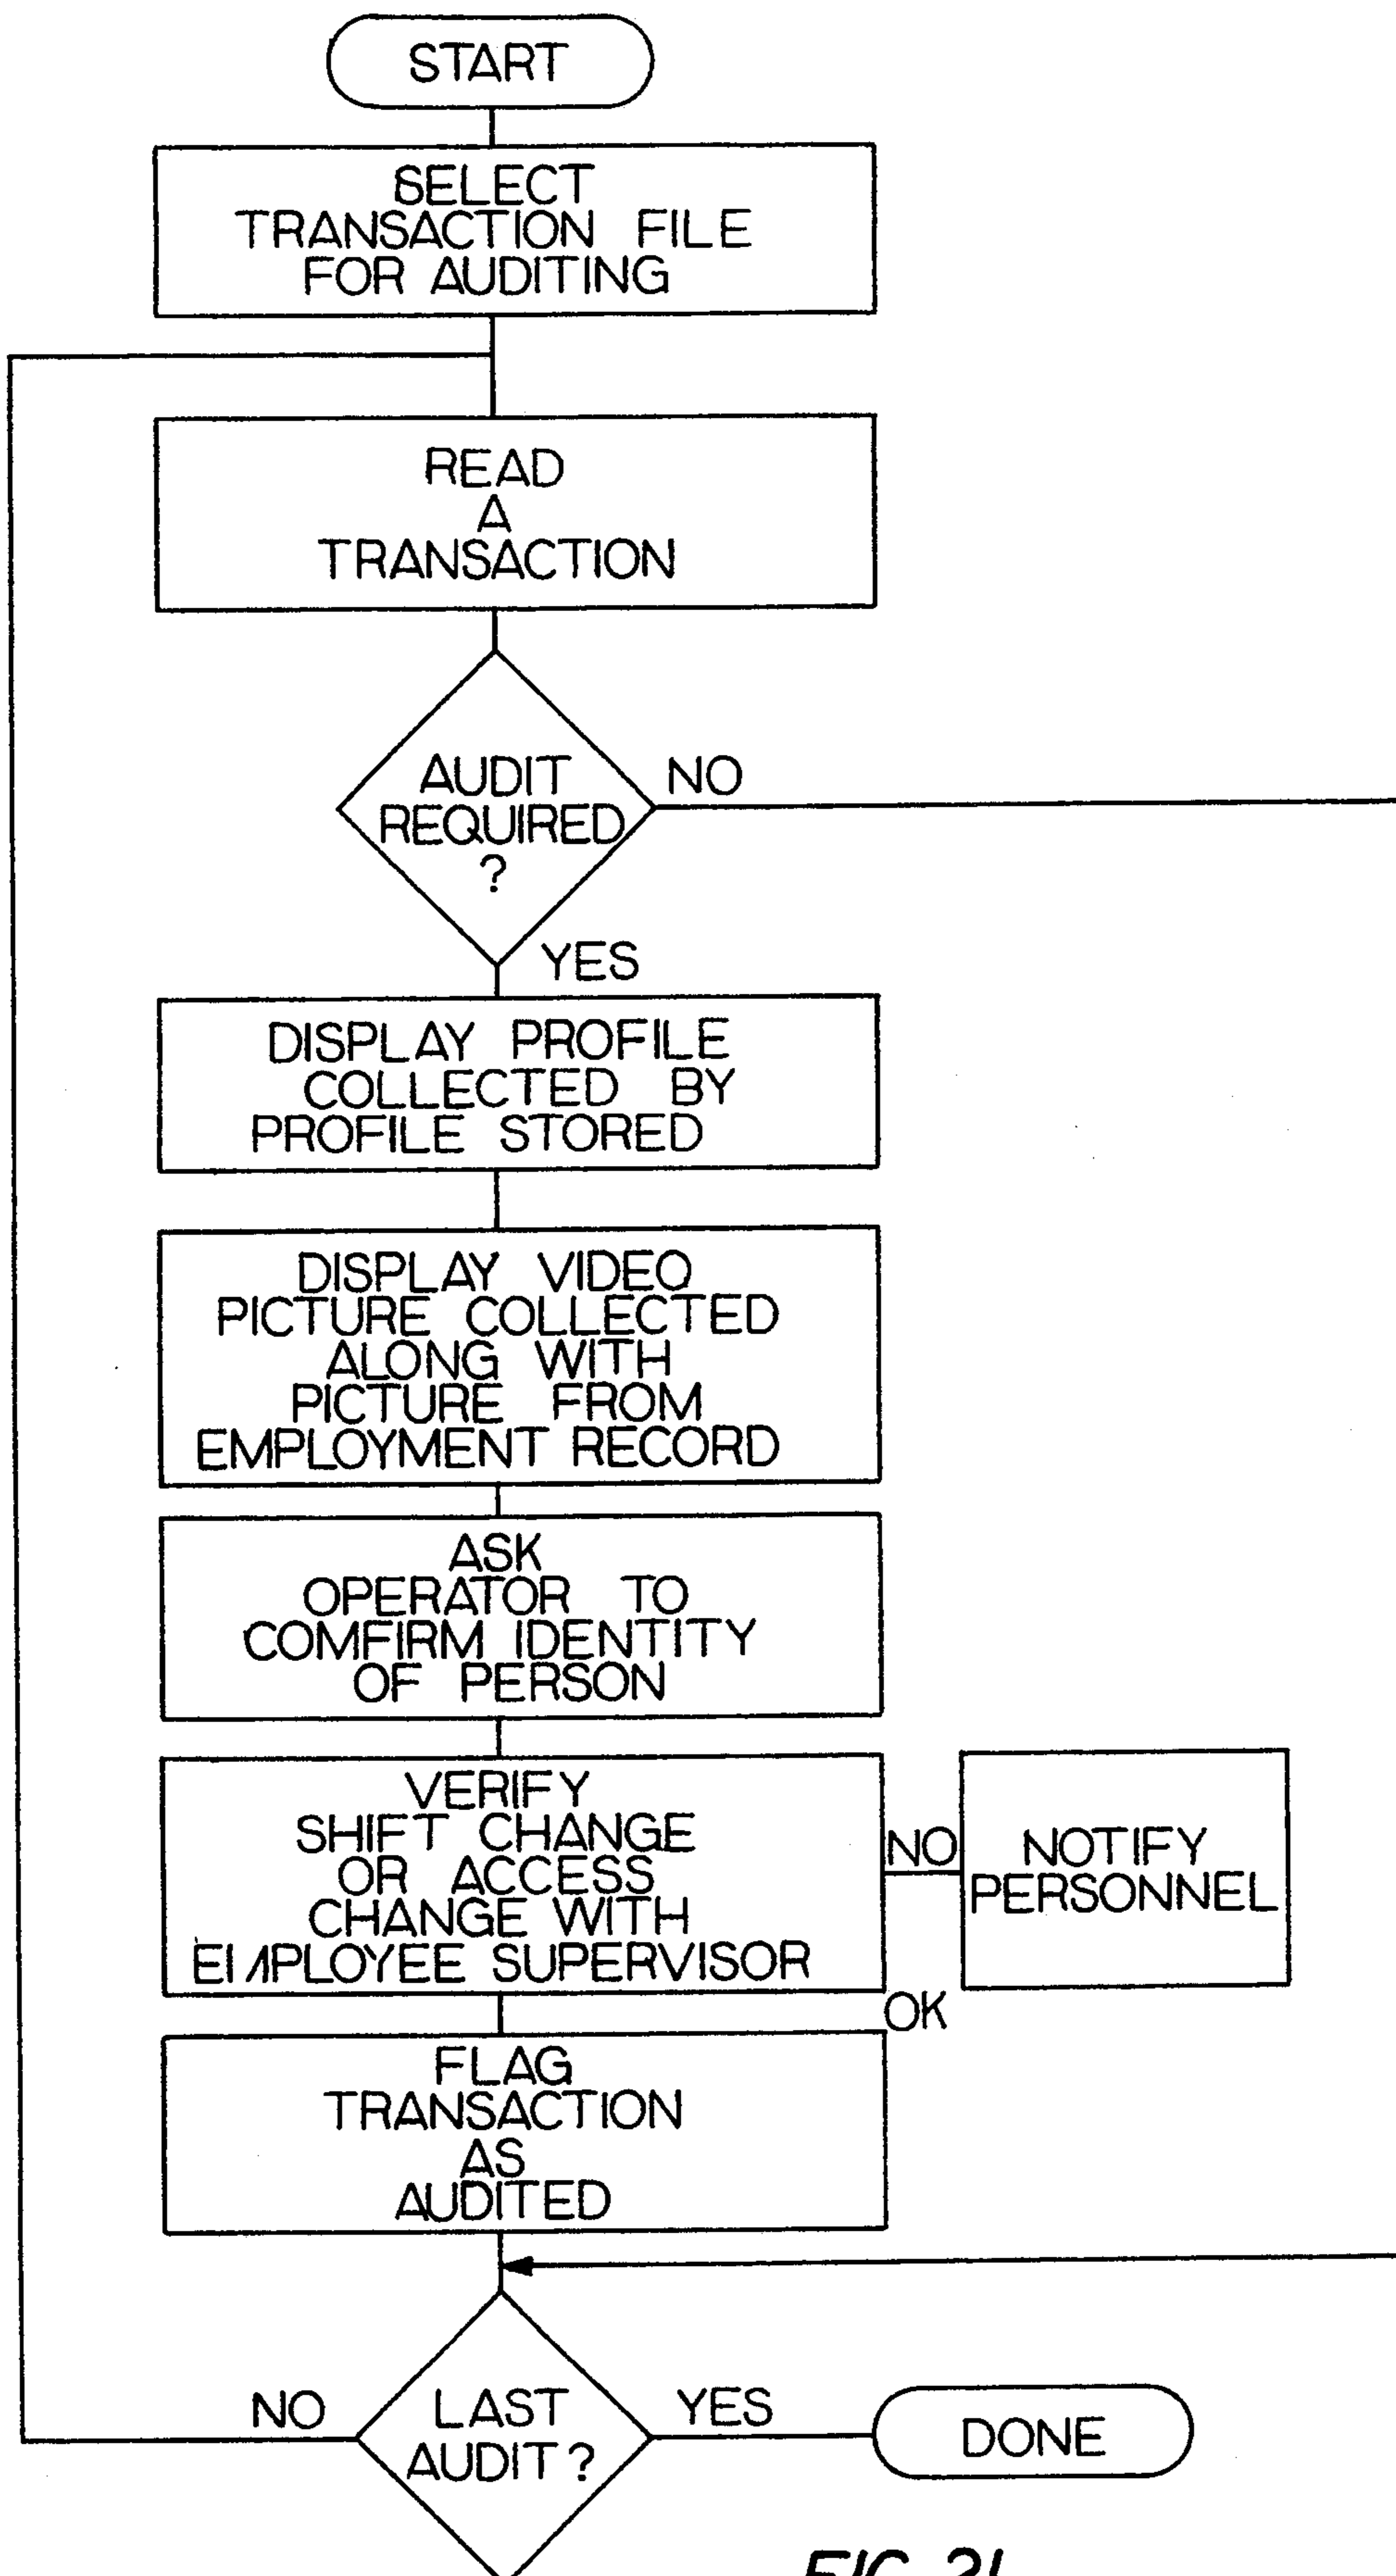 START
SELECT
TRANSACTION FILE
FOR AUDITING
READ
A
TRANSACTION
AUDIT
REQUIRED
?
NO
YES
DISPLAY PROFILE
COLLECTED BY
PROFILE STORED
DISPLAY VIDEO
PICTURE COLLECTED
ALONG WITH
PICTURE FROM
EMPLOYMENT RECORD
ASK
OPERATOR TO
COMFIRM IDENTITY
OF PERSON
VERIFY
SHIFT CHANGE
OR ACCESS
CHANGE WITH
EMPLOYEE SUPERVISOR
NO
NOTIFY
PERSONNEL
OK
FLAG
TRANSACTION
AS
AUDITED
NO
LAST
AUDIT?
YES
DONE